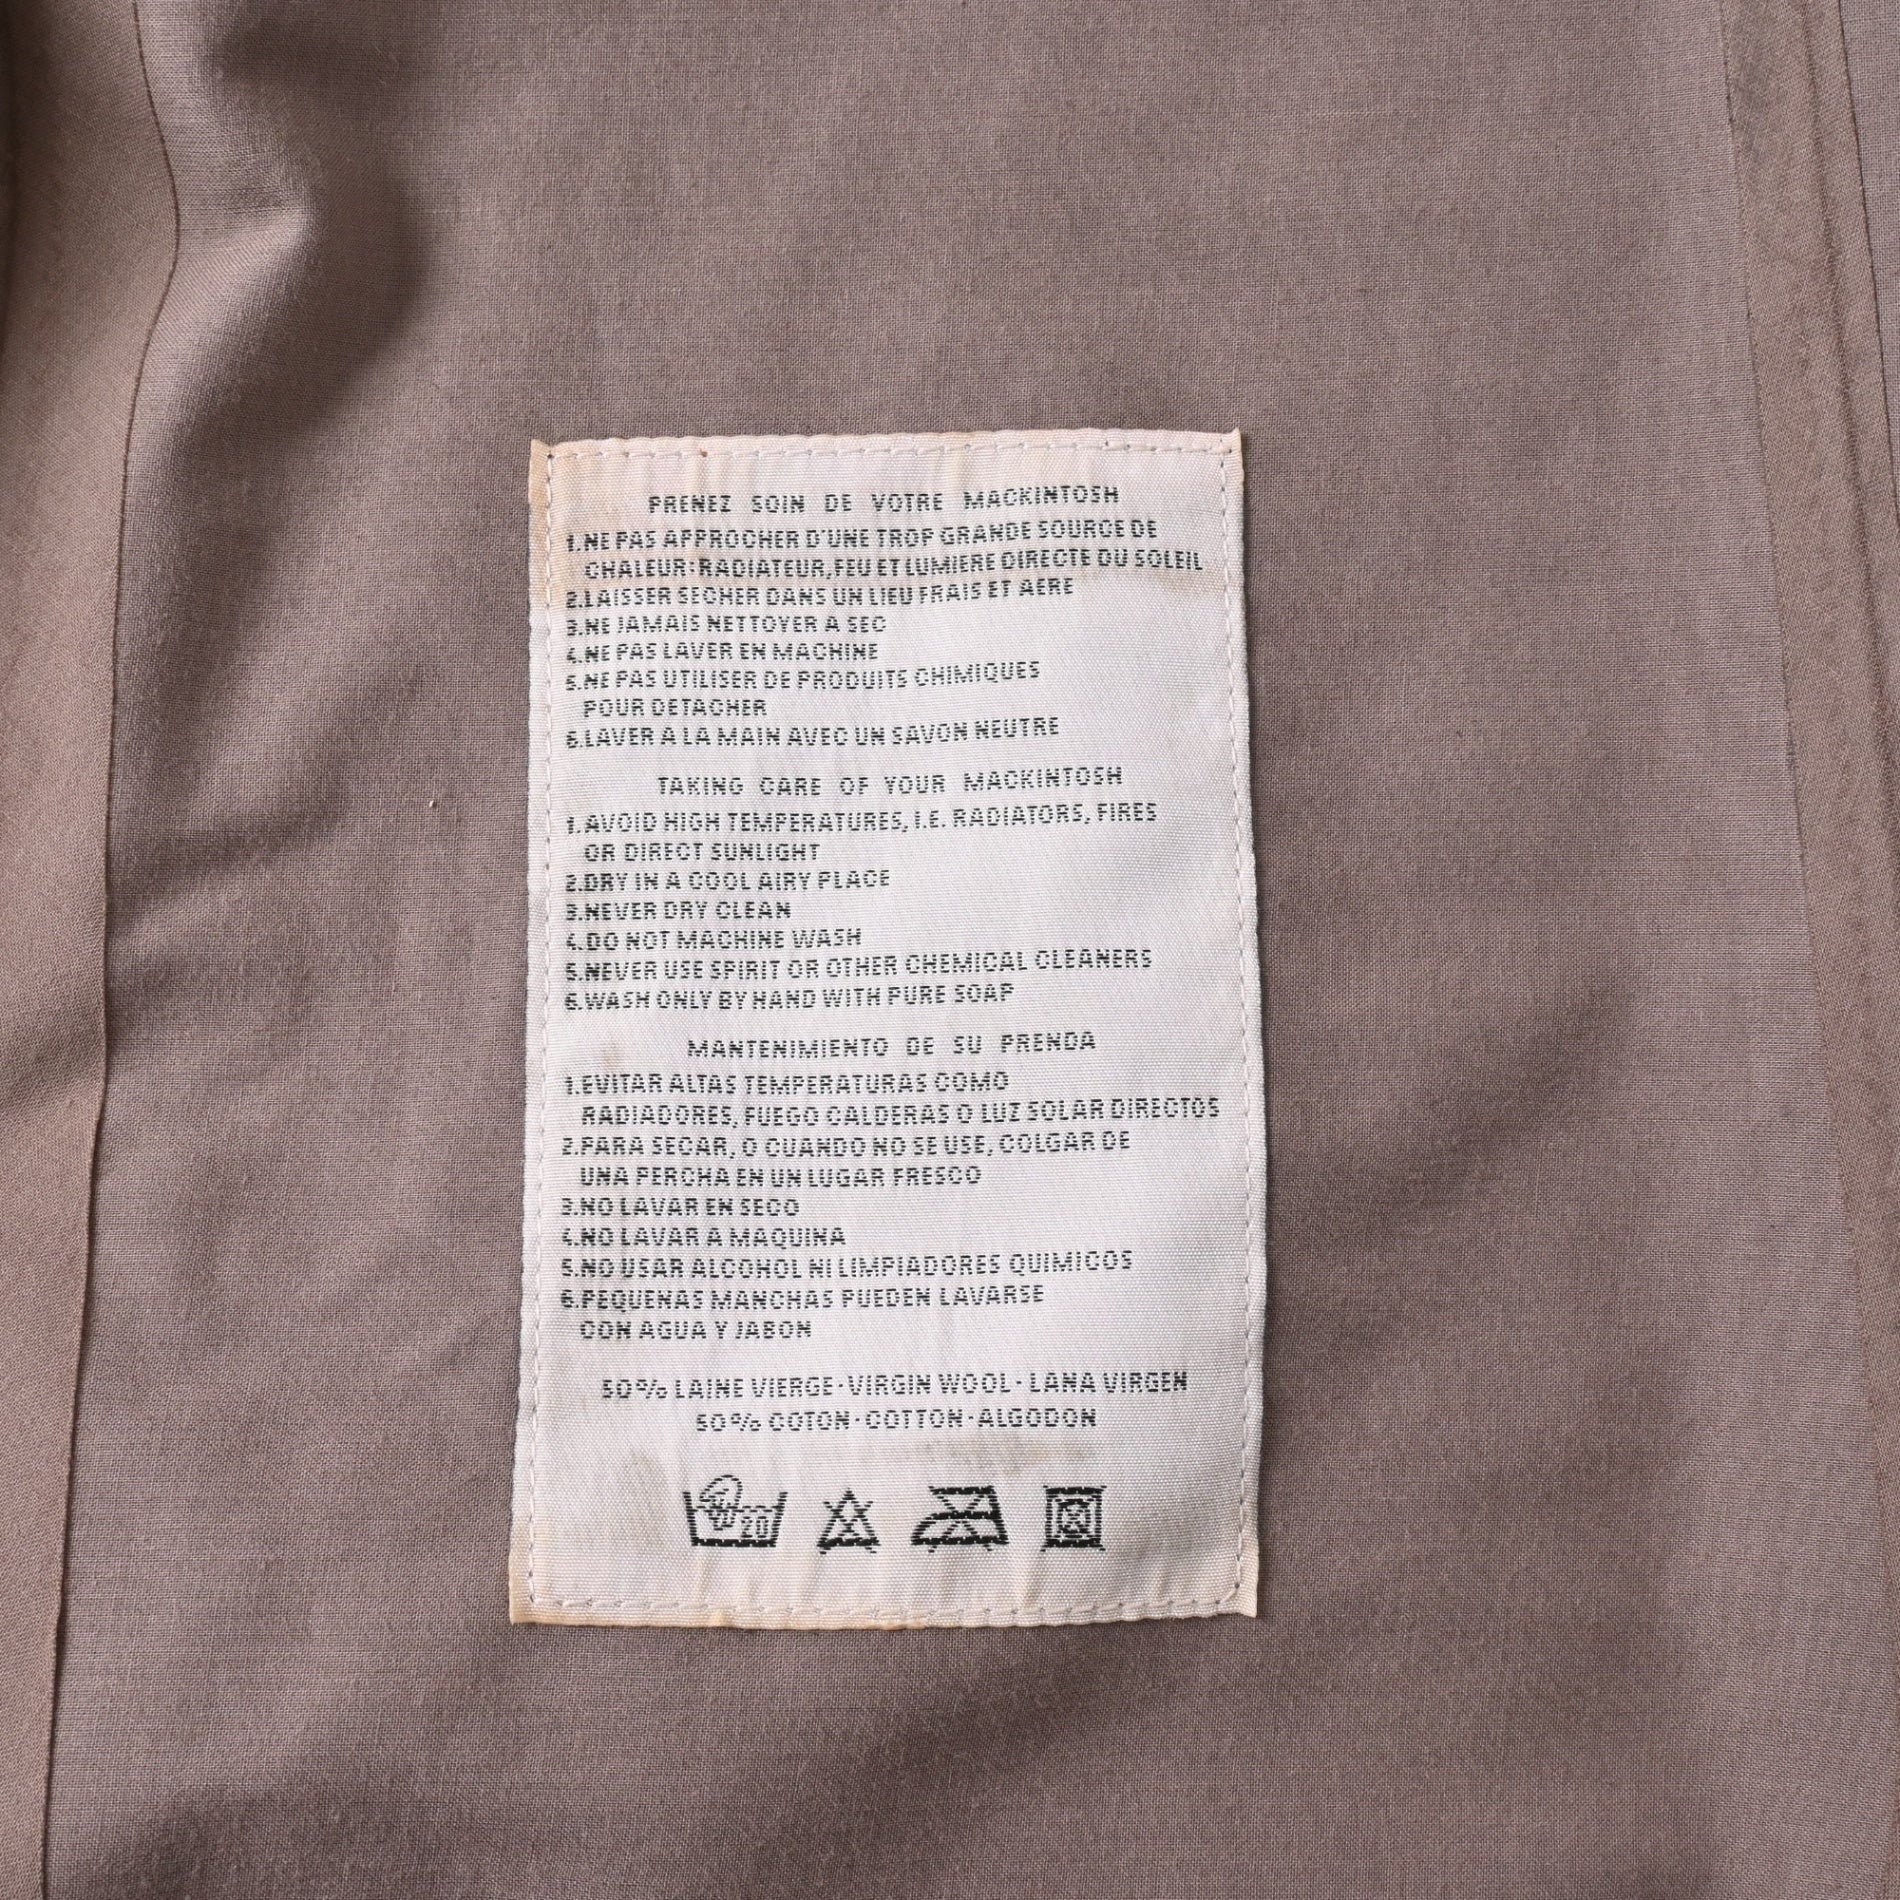 PRENEZ SOIN DE VOTRE MACKINTOSH
1.NE PAS APPROCHER D'UNE TROP GRANDE SOURCE DE
CHALEUR:RADIATEUR,FEU ET LUMIERE DIRECTE DU SOLEIL
2.LAISSER SECHER DANS UN LIEU FRAIS ET AERE
3.NE JAMAIS NETTOYER A SEC
4.NE PAS LAVER EN MACHINE
5.NE PAS UTILISER DE PRODUITS CHIMIQUES
POUR DETACHER
6.LAVER A LA MAIN AVEC UN SAVON NEUTRE
TAKING CARE OF YOUR MACKINTOSH
1.AVOID HIGH TEMPERATURES, I.E. RADIATORS, FIRES
OR DIRECT SUNLIGHT
2.DRY IN A COOL AIRY PLACE
3.NEVER DRY CLEAN
4.DO NOT MACHINE WASH
5.NEVER USE SPIRIT OR OTHER CHEMICAL CLEANERS
6.WASH ONLY BY HAND WITH PURE SOAP
MANTENIMIENTO DE SU PRENDA
1.EVITAR ALTAS TEMPERATURAS COMO
RADIADORES, FUEGO CALDERAS O LUZ SOLAR DIRECTOS
2.PARA SECAR, O CUANDO NO SE USE, COLGAR DE
UNA PERCHA EN UN LUGAR FRESCO
3.NO LAVAR EN SECO
4.NO LAVAR A MAQUINA
5.NO USAR ALCOHOL NI LIMPIADORES QUIMICOS
6.PEQUENAS MANCHAS PUEDEN LAVARSE
CON AGUA Y JABON
50% LAINE VIERGE·VIRGIN WOOL·LANA VIRGEN
50% COTON·COTTON·ALGODON
20